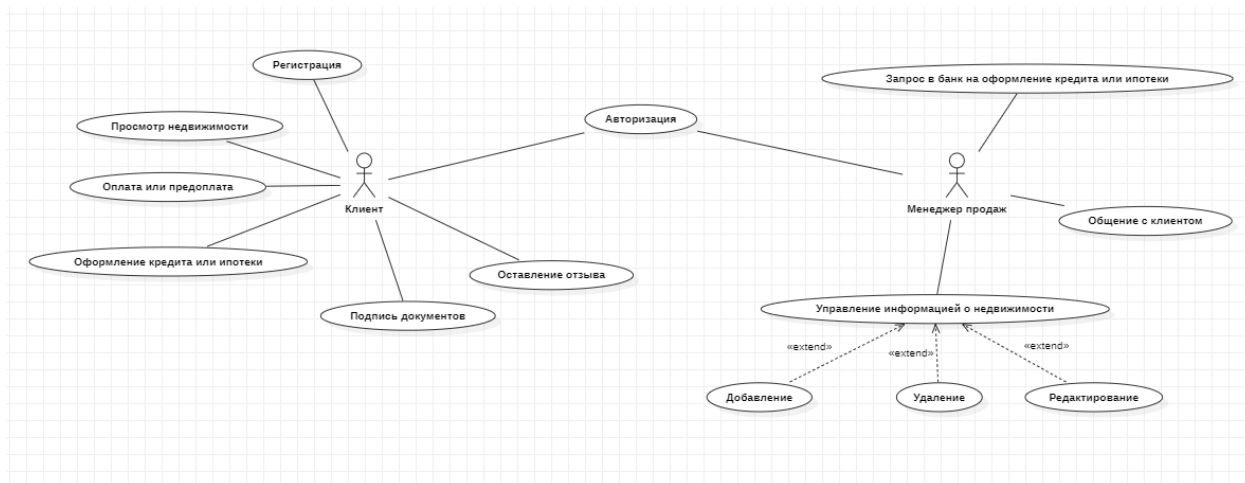 Регистрация
Запрос в банк на оформление кредита или ипотеки
Авторизация
Просмотр недвижимости
Оплата или предоплата
Клиент
Менеджер продаж
Общение с клиентом
Оформление кредита или ипотеки
Оставление отзыва
Подпись документов
Управление информацией о недвижимости
«extend»
«extend»
«extend»
Добавление
Удаление
Редактирование